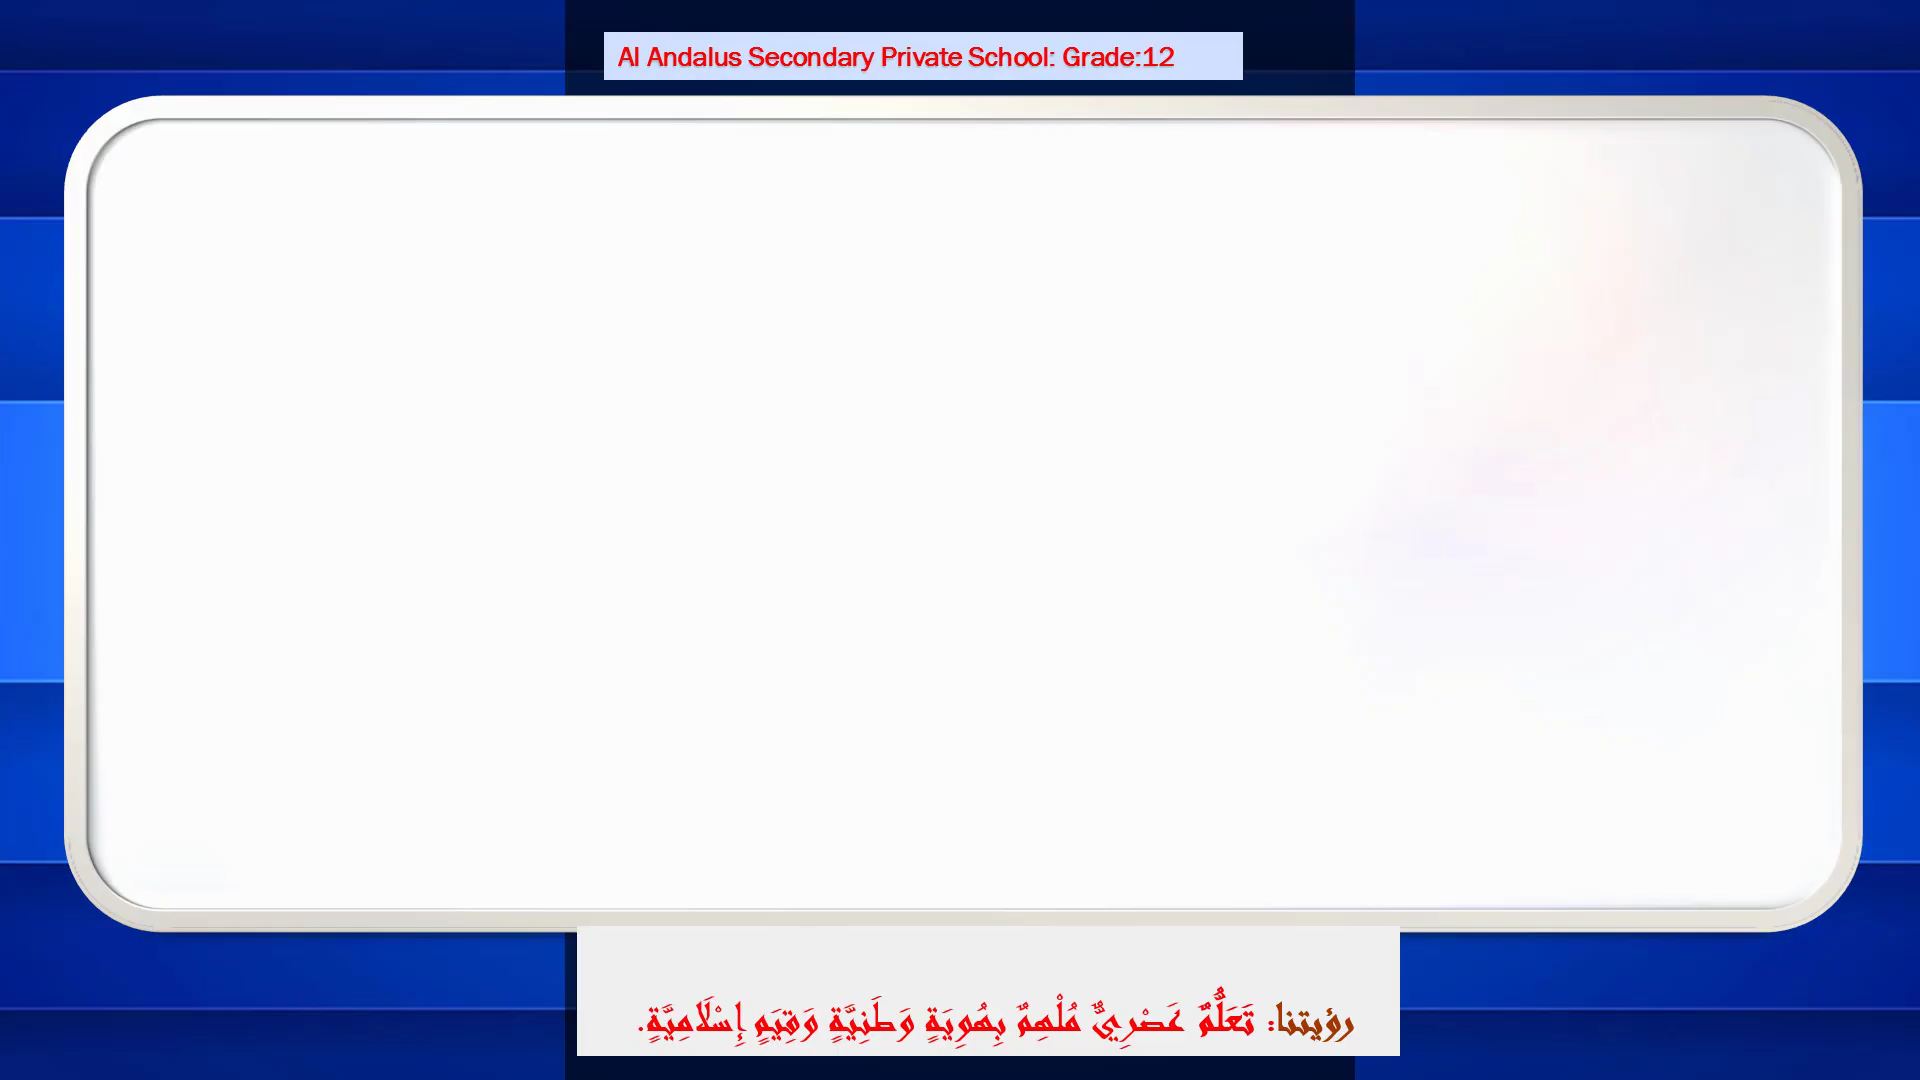 Al Andalus Secondary Private School: Grade:12
رؤيتنا: تَعَلُّمٌ عَصْرِيٌّ مُلْهِمٌ بِهُوِيَةٍ وَطَنِيَّةٍ وَقِيَمٍ إِسْلَامِيَّةٍ.